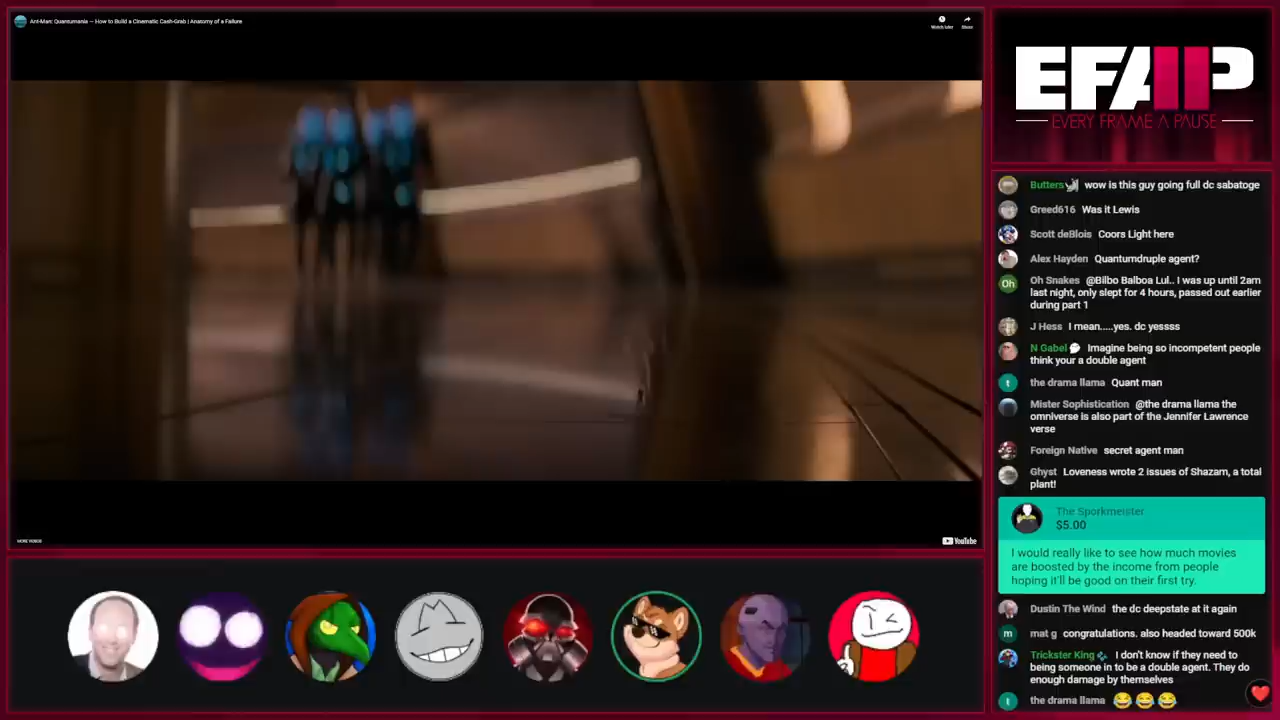 Ant-Man: Quantumania -- How to Build a Cinematic Cash-Grab | Anatomy of a Failure
Watch later
Share
MORE VIDEOS
YouTube
EFAP
EVERY FRAME A PAUSE
Butters wow is this guy going full dc sabatoge
Greed616 Was it Lewis
Scott deBlois Coors Light here
Alex Hayden Quantumdruple agent?
Oh
Oh Snakes @Bilbo Balboa Lul.. I was up until 2am
last night, only slept for 4 hours, passed out earlier
during part 1
J Hess I mean.....yes. dc yessss
N Gabel Imagine being so incompetent people
think your a double agent
t
the drama llama Quant man
Mister Sophistication @the drama llama the
omniverse is also part of the Jennifer Lawrence
verse
Foreign Native secret agent man
Ghyst Loveness wrote 2 issues of Shazam, a total
plant!
The Sporkmeister
$5.00
I would really like to see how much movies
are boosted by the income from people
hoping it'll be good on their first try.
Dustin The Wind the dc deepstate at it again
m
mat g congratulations. also headed toward 500k
Trickster King I don't know if they need to
being someone in to be a double agent. They do
enough damage by themselves
t
the drama llama 😂😂😂